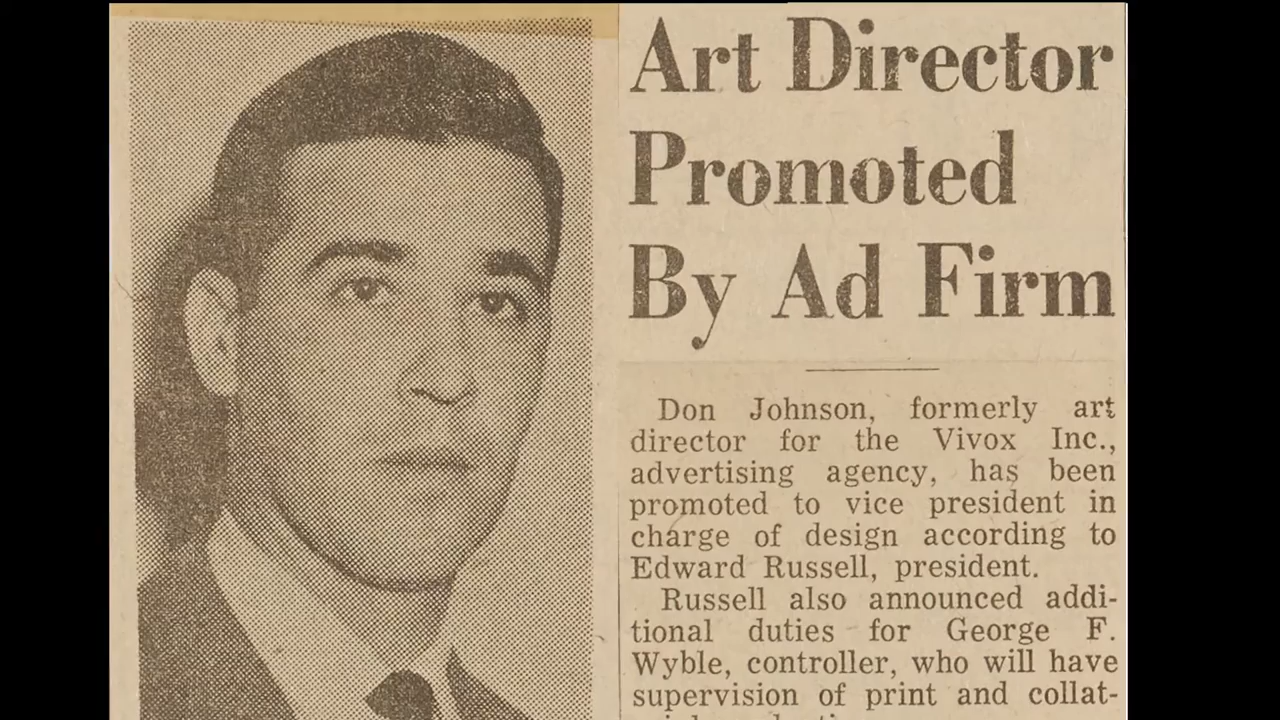 Art Director
Promoted
By Ad Firm
Don Johnson, formerly art
director for the Vivox Inc.,
advertising agency, has been
promoted to vice president in
charge of design according to
Edward Russell, president.
Russell also announced addi-
tional duties for George F.
Wyble, controller, who will have
supervision of print and collat-